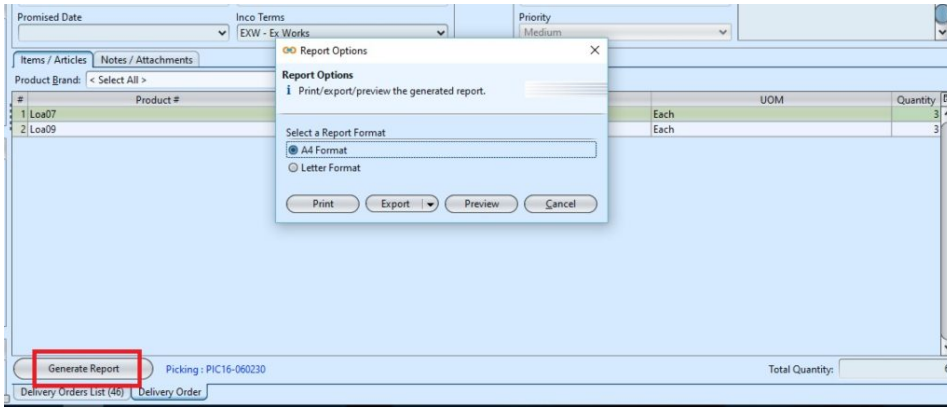 Promised Date Inco Terms Priority
EXW - Ex Works Medium
Report Options
Items / Articles Notes / Attachments
Report Options
Product Brand: < Select All >
Print/export/preview the generated report.
# Product # UOM Quantity
1 Loa07 Each 3
2 Loa09 Each 3
Select a Report Format
A4 Format
Letter Format
Print Export Preview Cancel
Generate Report Picking : PIC16-060230 Total Quantity:
Delivery Orders List (46) Delivery Order